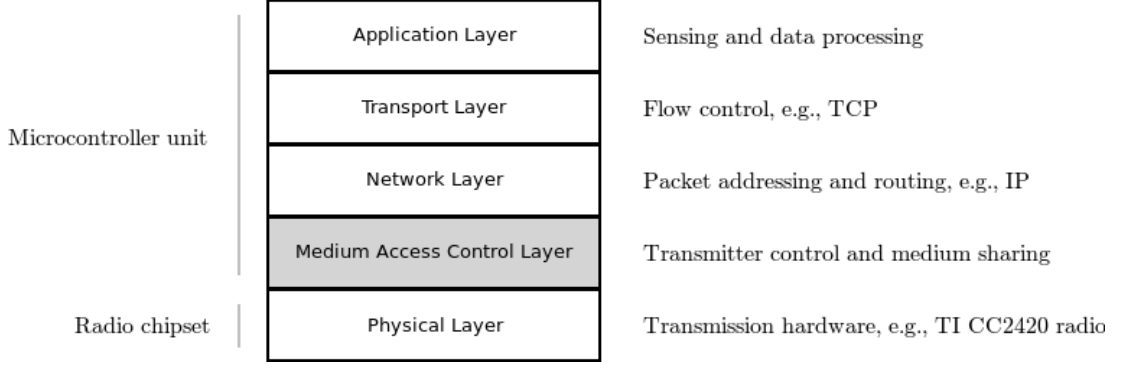 Application Layer
Sensing and data processing
Transport Layer
Flow control, e.g., TCP
Microcontroller unit
Network Layer
Packet addressing and routing, e.g., IP
Medium Access Control Layer
Transmitter control and medium sharing
Radio chipset
Physical Layer
Transmission hardware, e.g., TI CC2420 radio